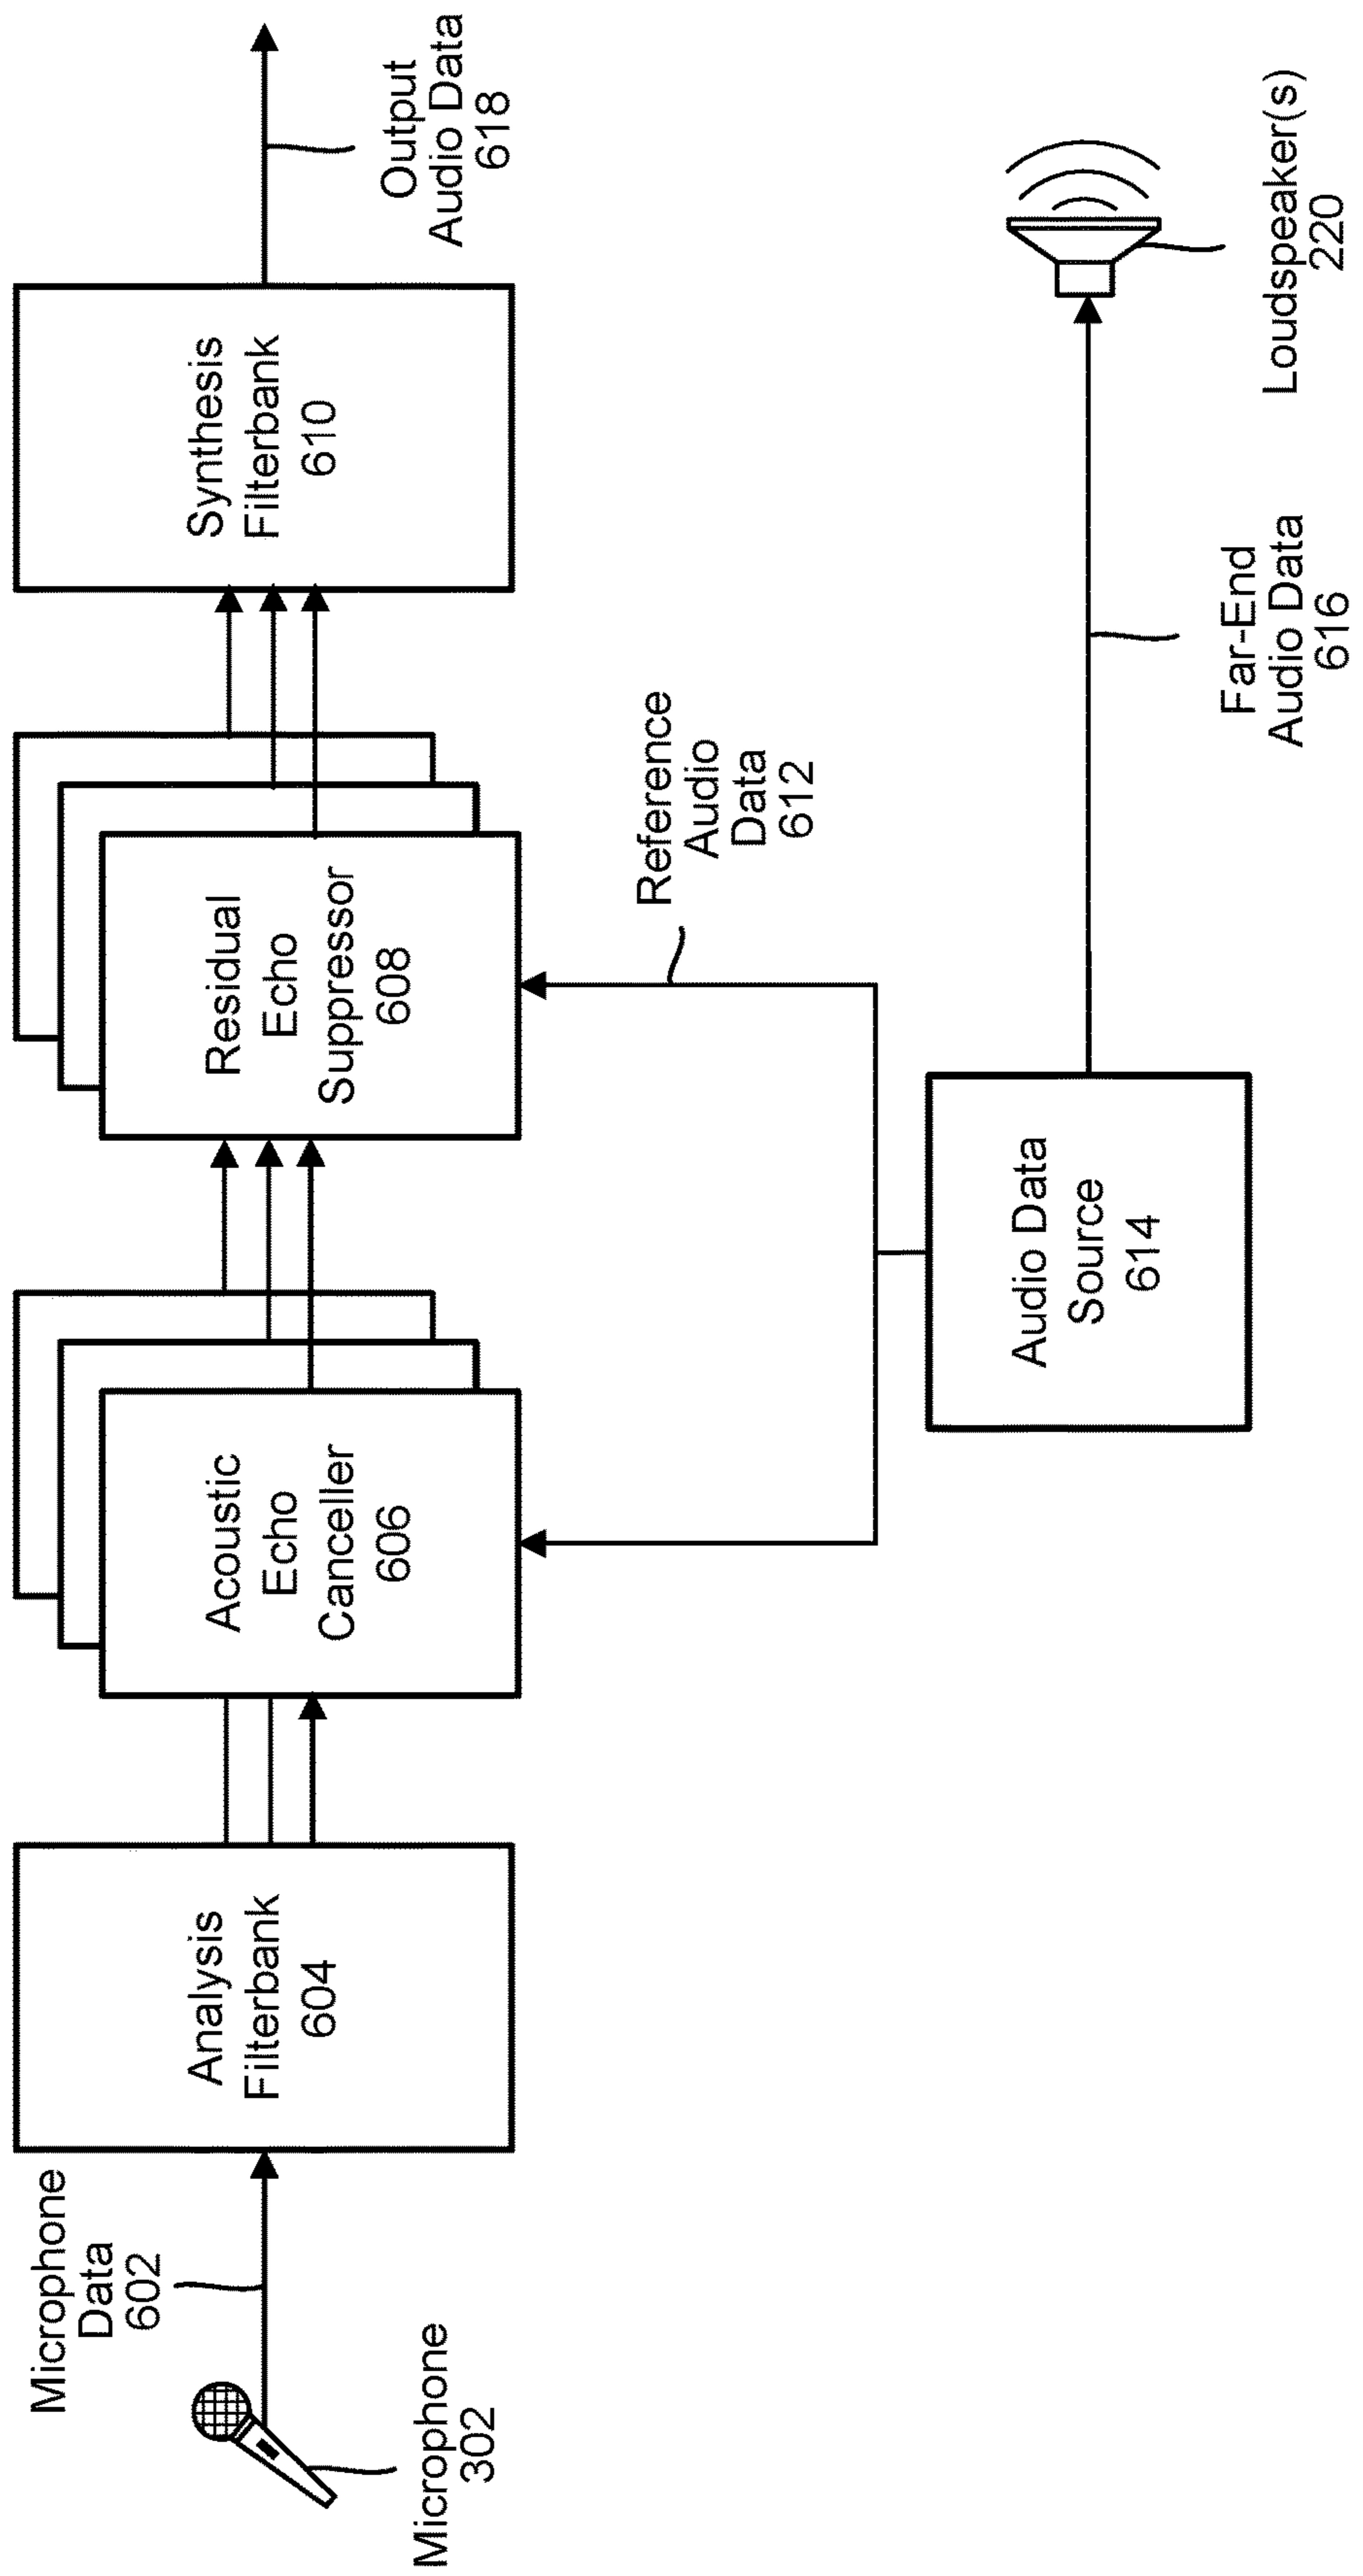 Microphone
Data
602
Microphone
302
Analysis
Filterbank
604
Acoustic
Echo
Canceller
606
Residual
Echo
Suppressor
608
Synthesis
Filterbank
610
Output
Audio Data
618
Reference
Audio
Data
612
Audio Data
Source
614
Far-End
Audio Data
616
Loudspeaker(s)
220